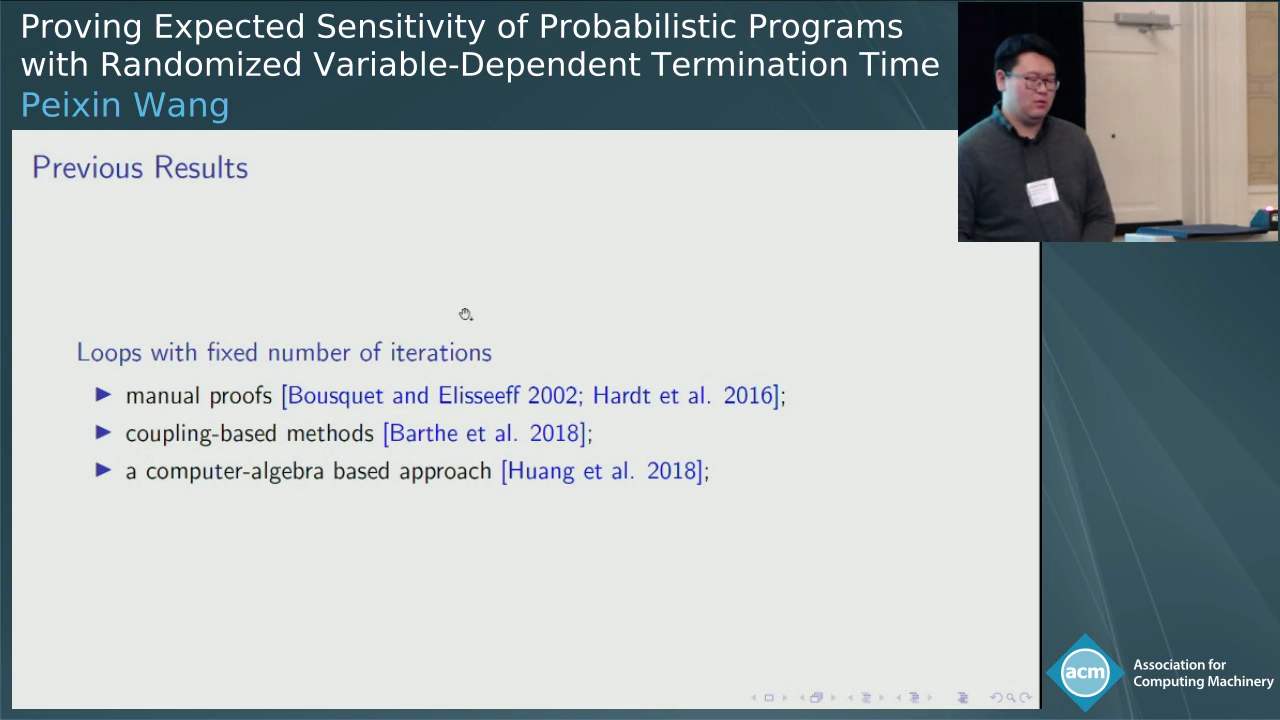 Proving Expected Sensitivity of Probabilistic Programs
with Randomized Variable-Dependent Termination Time
Peixin Wang
Previous Results
Loops with fixed number of iterations
manual proofs [Bousquet and Elisseeff 2002; Hardt et al. 2016];
coupling-based methods [Barthe et al. 2018];
a computer-algebra based approach [Huang et al. 2018];
acm
Association for
Computing Machinery